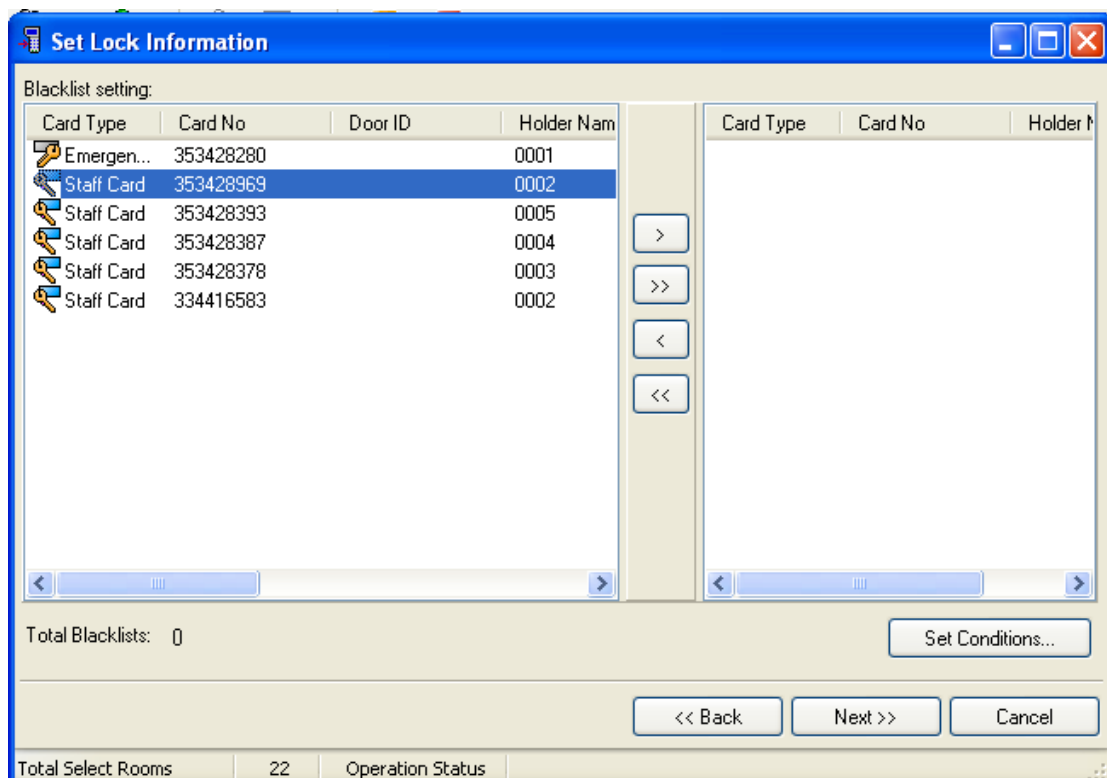 Set Lock Information
Blacklist setting:
Card Type Card No Door ID Holder Nam
Emergen... 353428280 0001
Staff Card 353428969 0002
Staff Card 353428393 0005
Staff Card 353428387 0004
Staff Card 353428378 0003
Staff Card 334416583 0002
>
>>
<
<<
Card Type Card No Holder N
Total Blacklists: 0
Set Conditions...
<< Back Next >> Cancel
Total Select Rooms 22 Operation Status